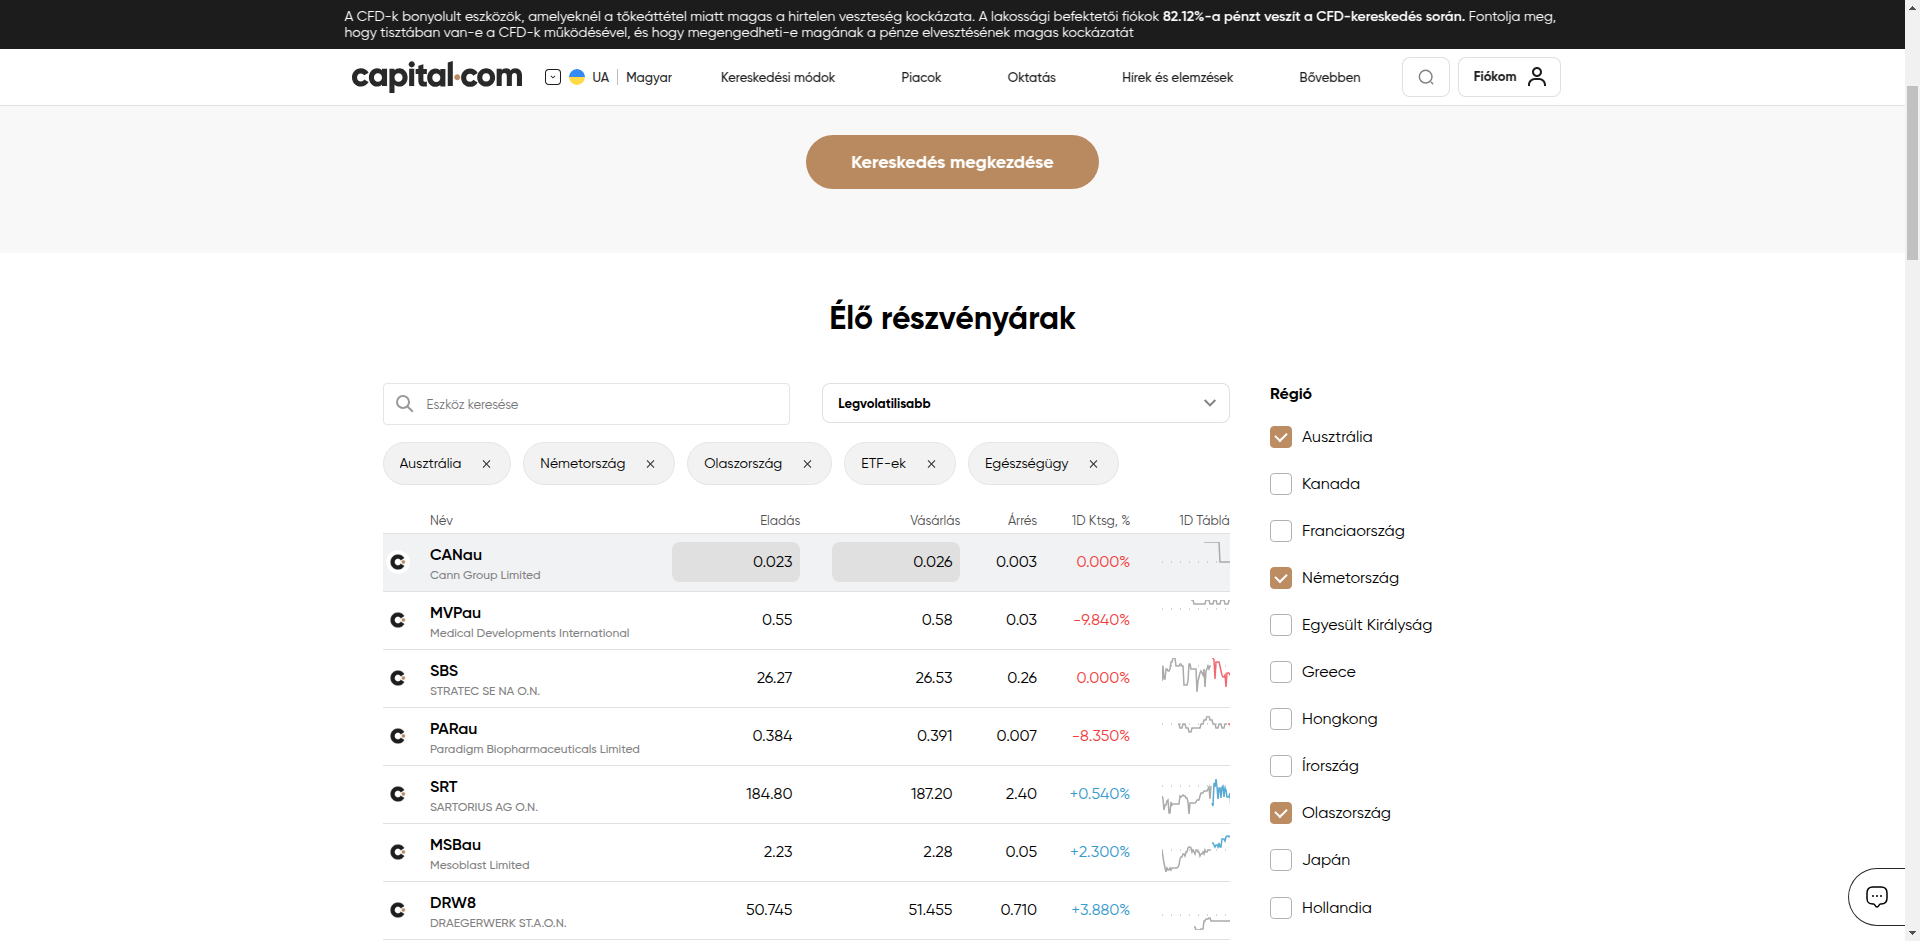 A CFD-k bonyolult eszközök, amelyeknél a tőkeáttétel miatt magas a hirtelen veszteség kockázata. A lakossági befektetői fiókok 82.12%-a pénzt veszít a CFD-kereskedés során. Fontolja meg,
hogy tisztában van-e a CFD-k működésével, és hogy megengedheti-e magának a pénze elvesztésének magas kockázatát
capital.com
UA
Magyar
Kereskedési módok
Piacok
Oktatás
Hírek és elemzések
Bővebben
Fiókom
Kereskedés megkezdése
Élő részvényárak
Eszköz keresése
Legvolatilisabb
Ausztrália
Németország
Olaszország
ETF-ek
Egészségügy
Név Eladás Vásárlás Árrés 1D Ktsg, % 1D Táblá
CANau 0.023 0.026 0.003 0.000%
Cann Group Limited
MVPau 0.55 0.58 0.03 -9.840%
Medical Developments International
SBS 26.27 26.53 0.26 0.000%
STRATEC SE NA O.N.
PARau 0.384 0.391 0.007 -8.350%
Paradigm Biopharmaceuticals Limited
SRT 184.80 187.20 2.40 +0.540%
SARTORIUS AG O.N.
MSBau 2.23 2.28 0.05 +2.300%
Mesoblast Limited
DRW8 50.745 51.455 0.710 +3.880%
DRAEGERWERK ST.A.O.N.
Régió
Ausztrália
Kanada
Franciaország
Németország
Egyesült Királyság
Greece
Hongkong
Írország
Olaszország
Japán
Hollandia